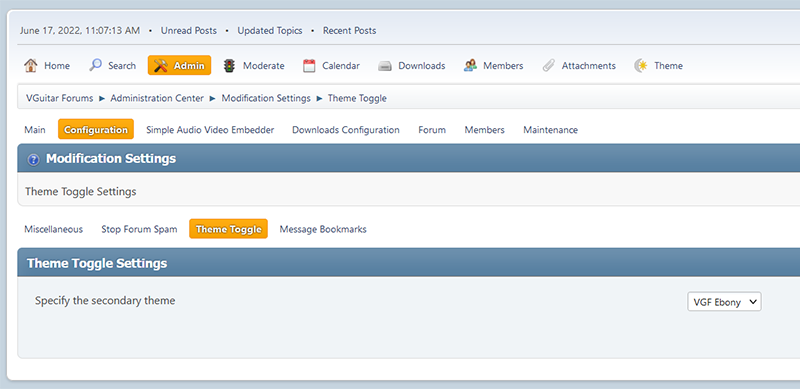 June 17, 2022, 11:07:13 AM • Unread Posts • Updated Topics • Recent Posts
Home Search Admin Moderate Calendar Downloads Members Attachments Theme
VGuitar Forums ► Administration Center ► Modification Settings ► Theme Toggle
Main Configuration Simple Audio Video Embedder Downloads Configuration Forum Members Maintenance
? Modification Settings
Theme Toggle Settings
Miscellaneous Stop Forum Spam Theme Toggle Message Bookmarks
Theme Toggle Settings
Specify the secondary theme VGF Ebony